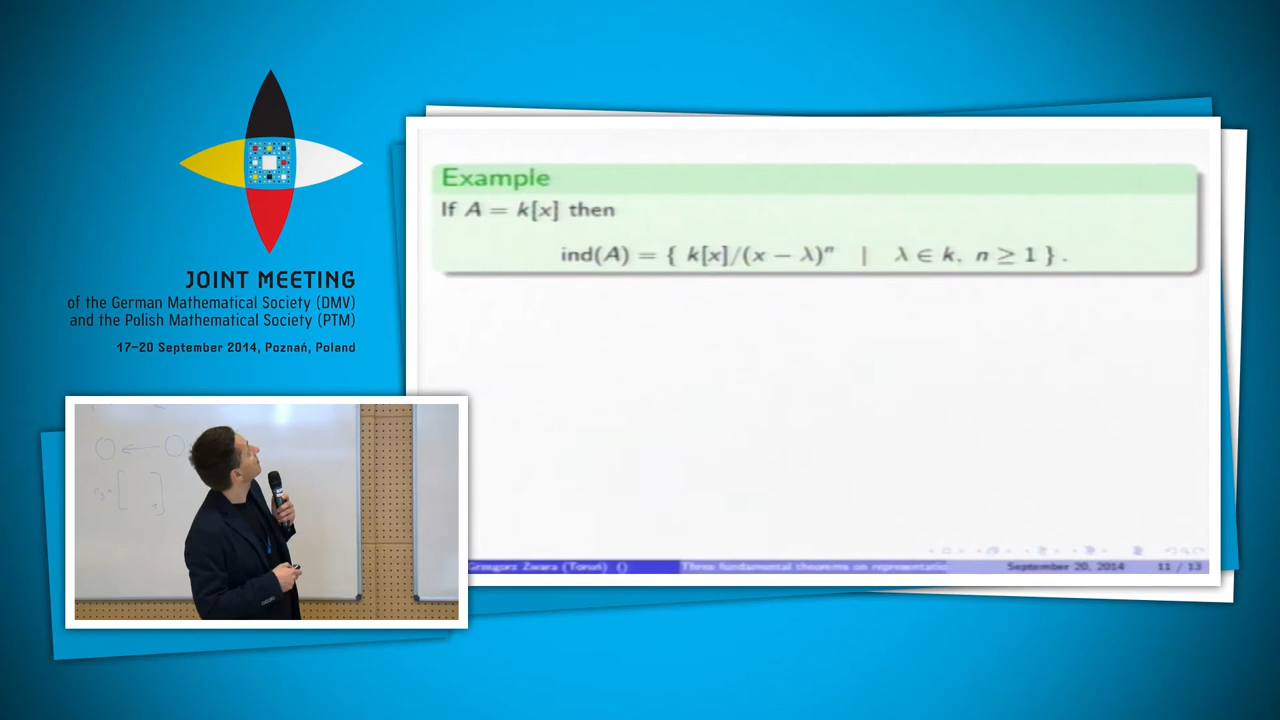 JOINT MEETING
of the German Mathematical Society (DMV)
and the Polish Mathematical Society (PTM)
17–20 September 2014, Poznań, Poland
Example
If A = k[x] then
ind(A) = { k[x]/(x − λ)ⁿ | λ ∈ k, n ≥ 1 } .
Grzegorz Zwara (Toruń) () Three fundamental theorems on representatio September 20, 2014 11 / 13